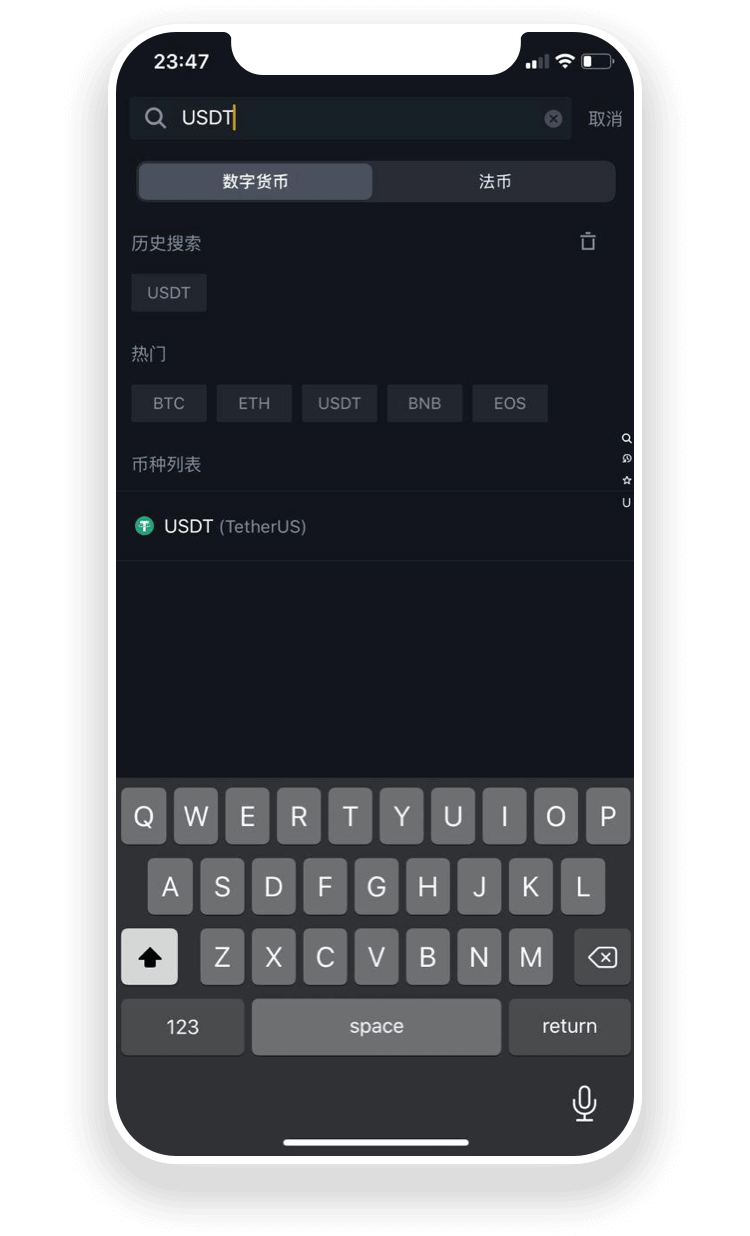 23:47
USDT 取消
数字货币 法币
历史搜索
USDT
热门
BTC ETH USDT BNB EOS
币种列表
U
USDT (TetherUS)
Q W E R T Y U I O P
A S D F G H J K L
Z X C V B N M
123 space return